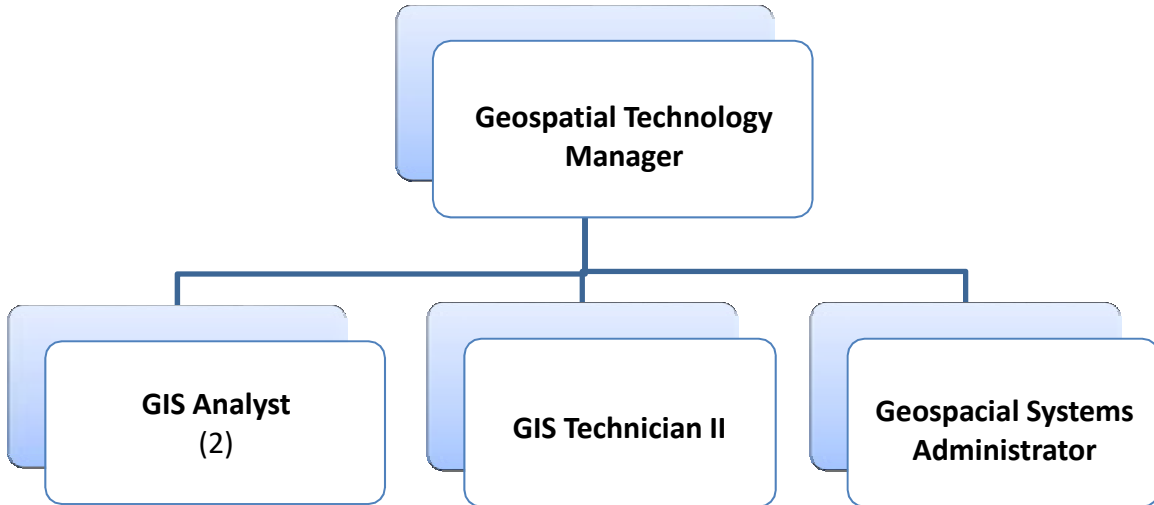 Geospatial Technology
Manager
GIS Analyst
(2)
GIS Technician II
Geospacial Systems
Administrator